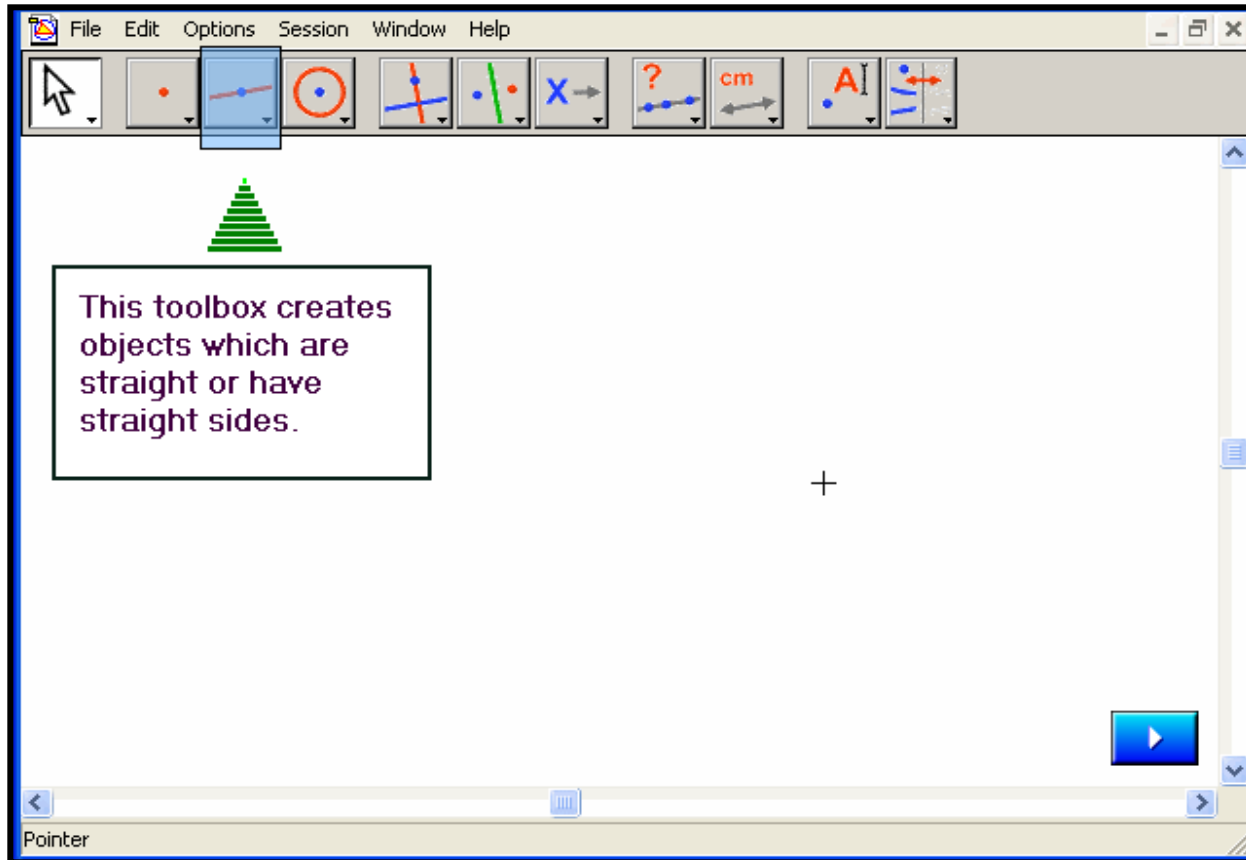 File Edit Options Session Window Help
? cm A
X
This toolbox creates
objects which are
straight or have
straight sides.
Pointer